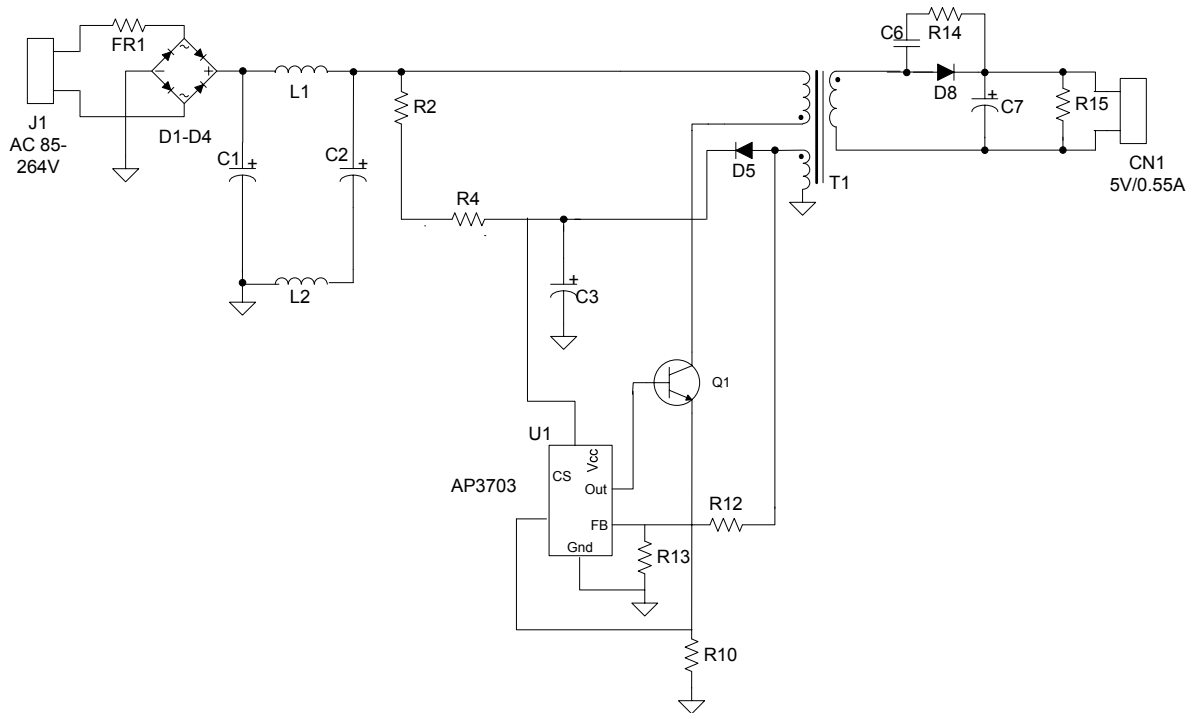 FR1
J1
AC 85-
264V
D1-D4
~
~
-
+
L1
C1
+
C2
+
L2
R2
R4
C3
+
D5
T1
C6
R14
D8
C7
+
R15
CN1
5V/0.55A
Q1
U1
AP3703
CS
Vcc
Out
FB
Gnd
R12
R13
R10